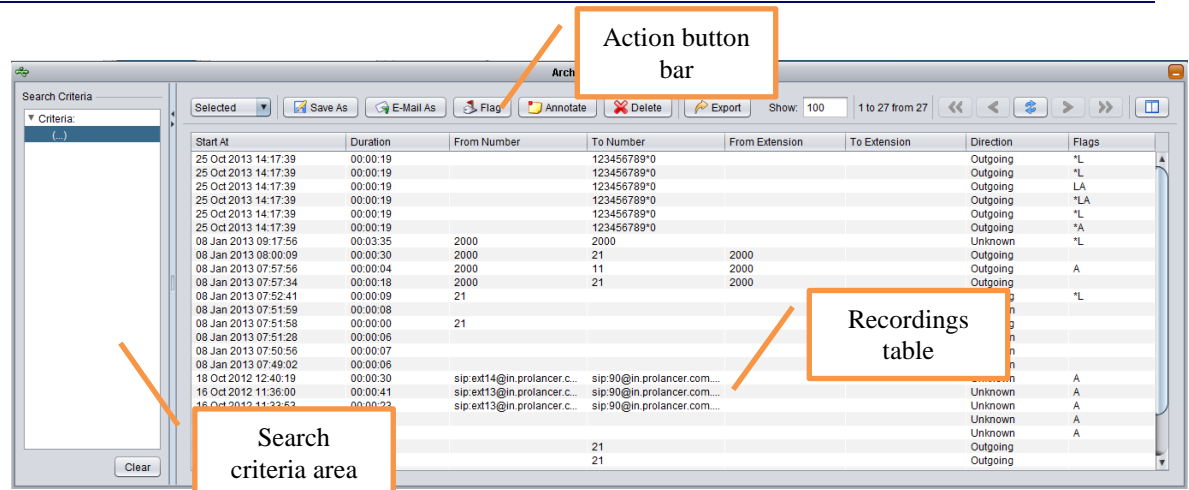 Action button
bar
Arch
Search Criteria
Criteria:
(...)
Clear
Selected Save As E-Mail As Flag Annotate Delete Export Show: 100 1 to 27 from 27
Start At Duration From Number To Number From Extension To Extension Direction Flags
25 Oct 2013 14:17:39 00:00:19 123456789*0 Outgoing *L
25 Oct 2013 14:17:39 00:00:19 123456789*0 Outgoing *L
25 Oct 2013 14:17:39 00:00:19 123456789*0 Outgoing LA
25 Oct 2013 14:17:39 00:00:19 123456789*0 Outgoing *LA
25 Oct 2013 14:17:39 00:00:19 123456789*0 Outgoing *L
25 Oct 2013 14:17:39 00:00:19 123456789*0 Outgoing *A
08 Jan 2013 09:17:56 00:03:35 2000 2000 Unknown *L
08 Jan 2013 08:00:09 00:00:30 2000 21 2000 Outgoing
08 Jan 2013 07:57:56 00:00:04 2000 11 2000 Outgoing A
08 Jan 2013 07:57:34 00:00:18 2000 21 2000 Outgoing
08 Jan 2013 07:52:41 00:00:09 21 *L
08 Jan 2013 07:51:59 00:00:08
08 Jan 2013 07:51:58 00:00:00 21
08 Jan 2013 07:51:28 00:00:06
08 Jan 2013 07:50:56 00:00:07
08 Jan 2013 07:49:02 00:00:06
18 Oct 2012 12:40:19 00:00:30 sip:ext14@in.prolancer.c... sip:90@in.prolancer.com.... Unknown A
16 Oct 2012 11:36:00 00:00:41 sip:ext13@in.prolancer.c... sip:90@in.prolancer.com.... Unknown A
16 Oct 2012 11:33:53 00:00:23 sip:ext13@in.prolancer.c... sip:90@in.prolancer.com.... Unknown A
Unknown A
Unknown A
21 Outgoing
21 Outgoing
Recordings
table
Search
criteria area